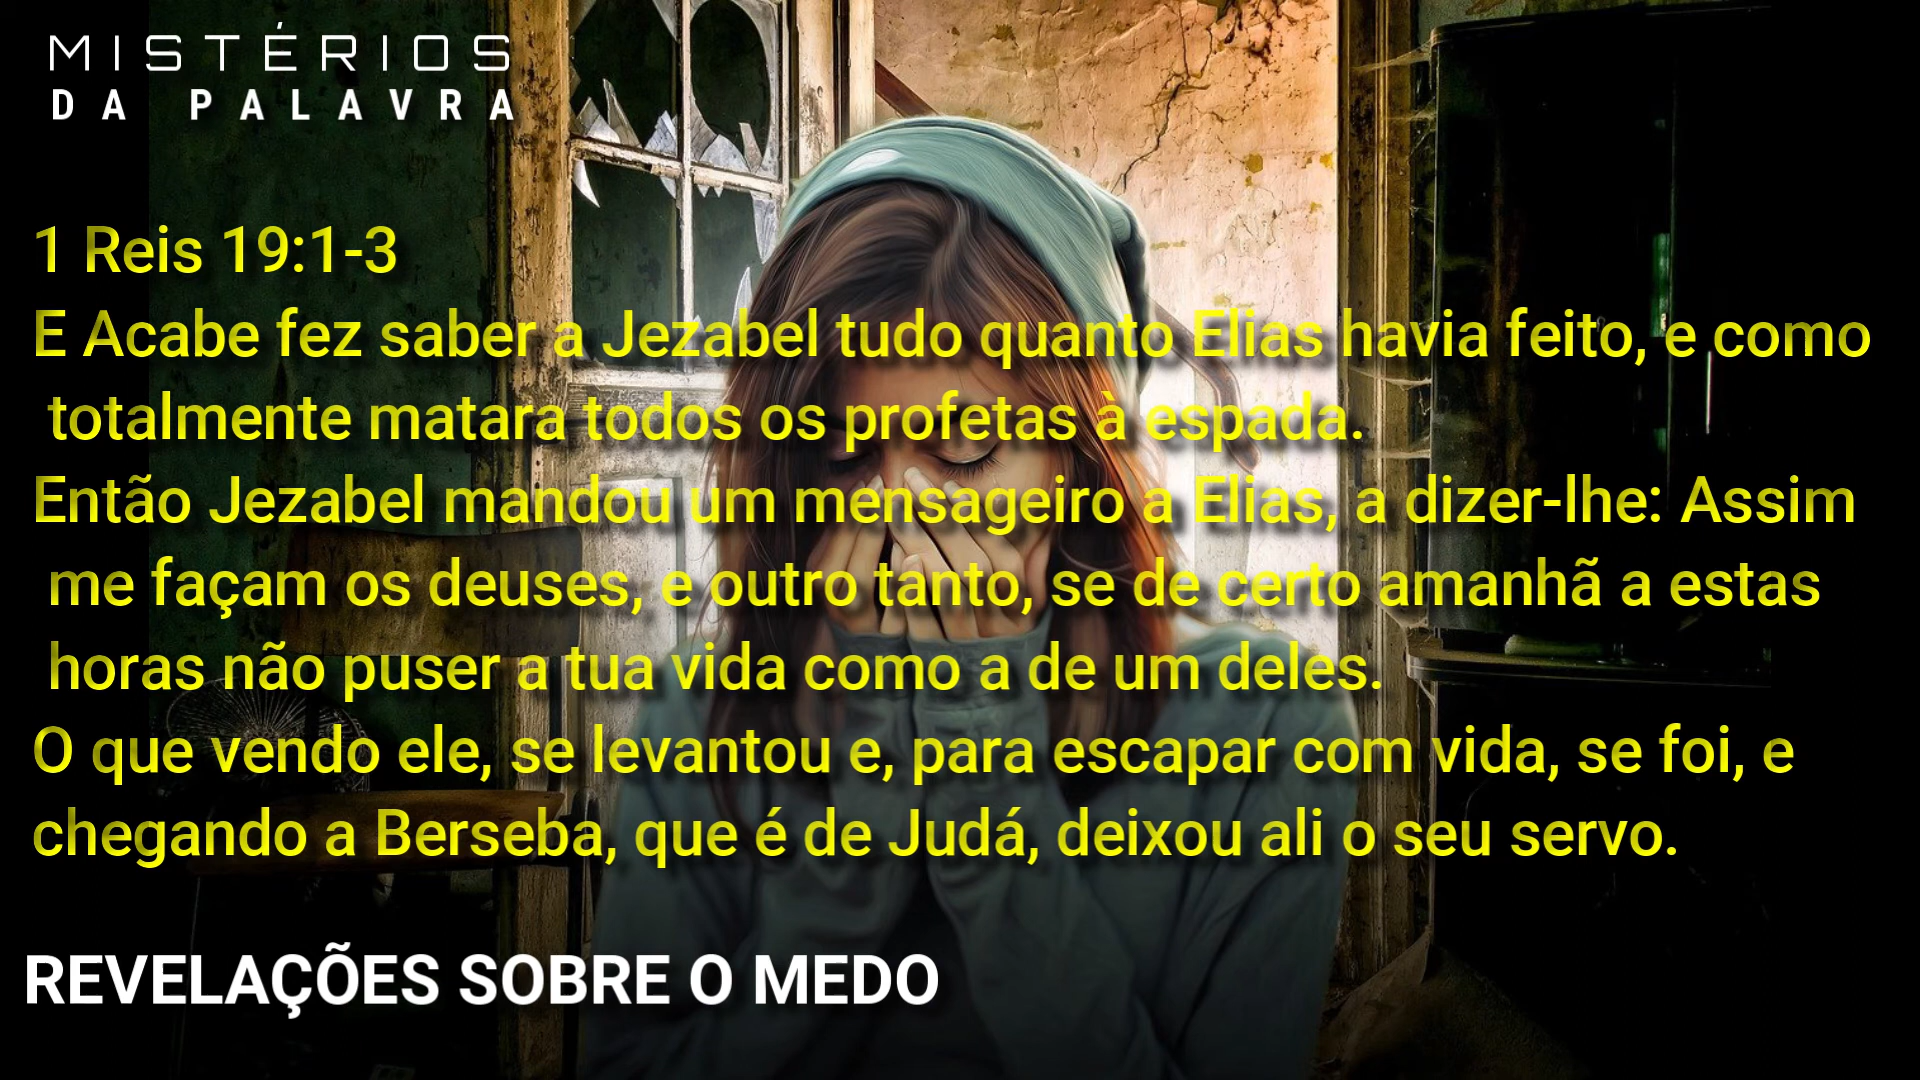 MISTÉRIOS
DA PALAVRA
1 Reis 19:1-3
E Acabe fez saber a Jezabel tudo quanto Elias havia feito, e como
totalmente matara todos os profetas à espada.
Então Jezabel mandou um mensageiro a Elias, a dizer-lhe: Assim
me façam os deuses, e outro tanto, se de certo amanhã a estas
horas não puser a tua vida como a de um deles.
O que vendo ele, se levantou e, para escapar com vida, se foi, e
chegando a Berseba, que é de Judá, deixou ali o seu servo.
REVELAÇÕES SOBRE O MEDO